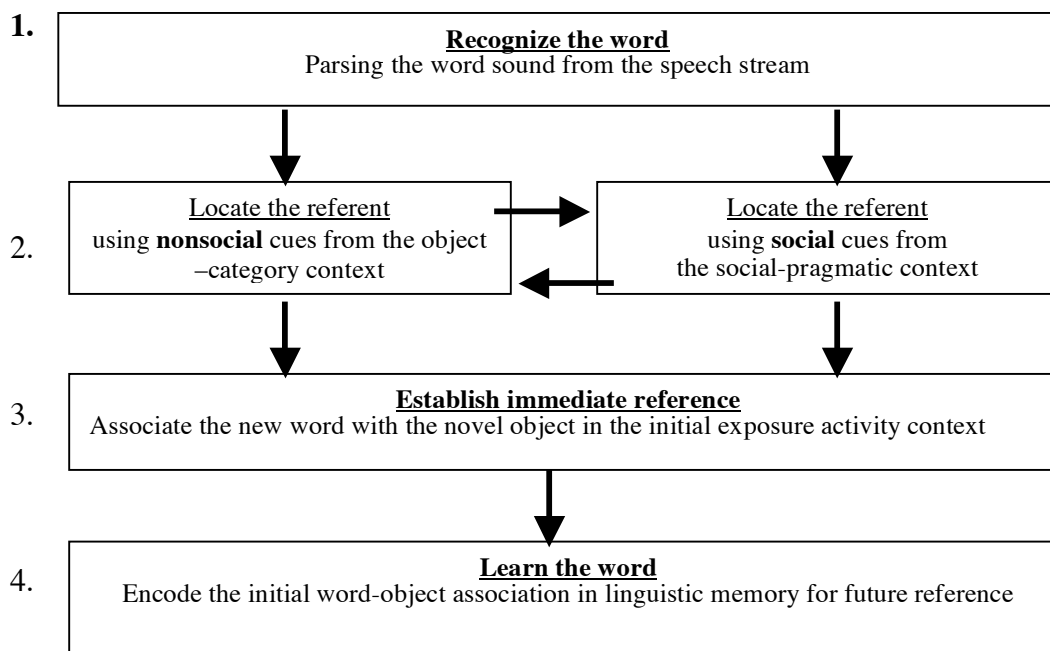 1.
Recognize the word
Parsing the word sound from the speech stream
2.
Locate the referent
using nonsocial cues from the object
–category context
Locate the referent
using social cues from
the social-pragmatic context
3.
Establish immediate reference
Associate the new word with the novel object in the initial exposure activity context
4.
Learn the word
Encode the initial word-object association in linguistic memory for future reference